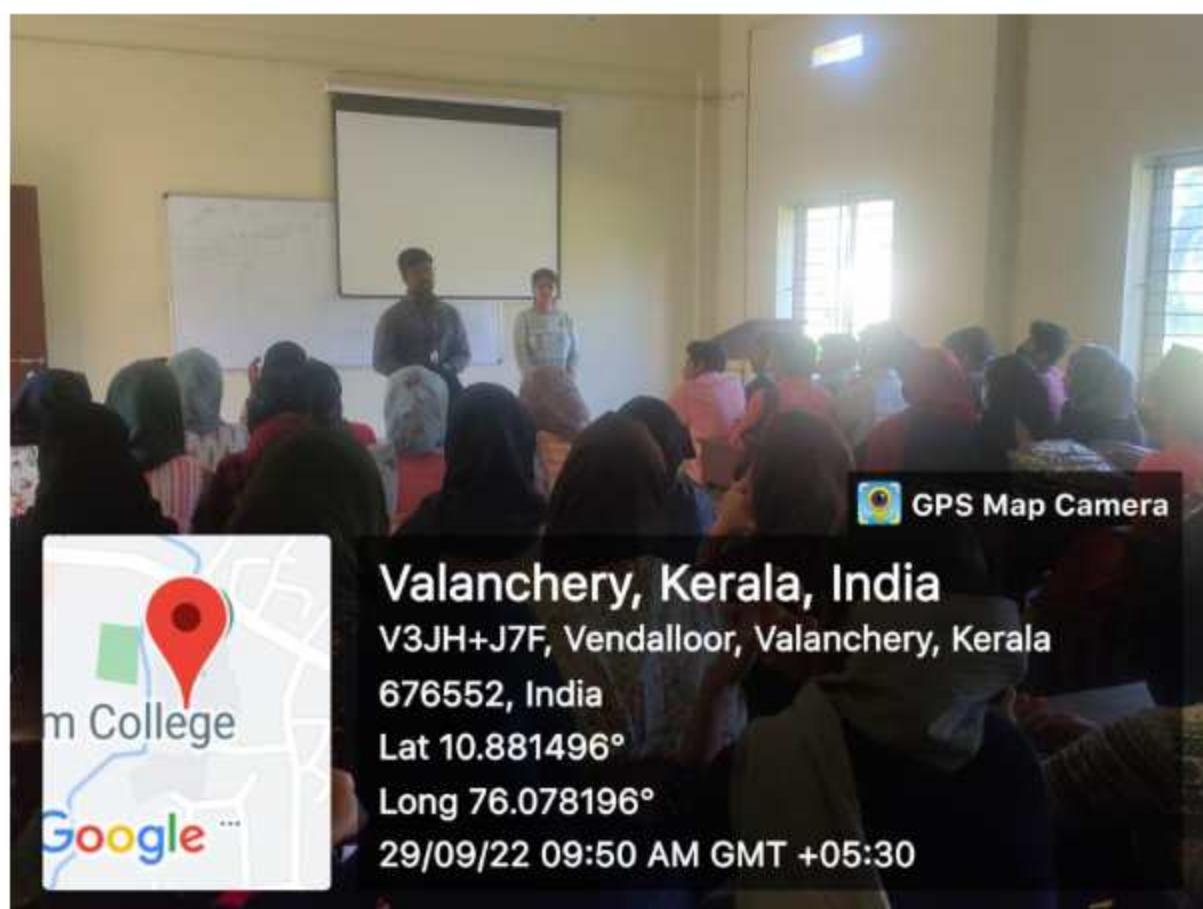 GPS Map Camera
Valanchery, Kerala, India
V3JH+J7F, Vendalloor, Valanchery, Kerala
676552, India
Lat 10.881496°
Long 76.078196°
29/09/22 09:50 AM GMT +05:30
m College
Google